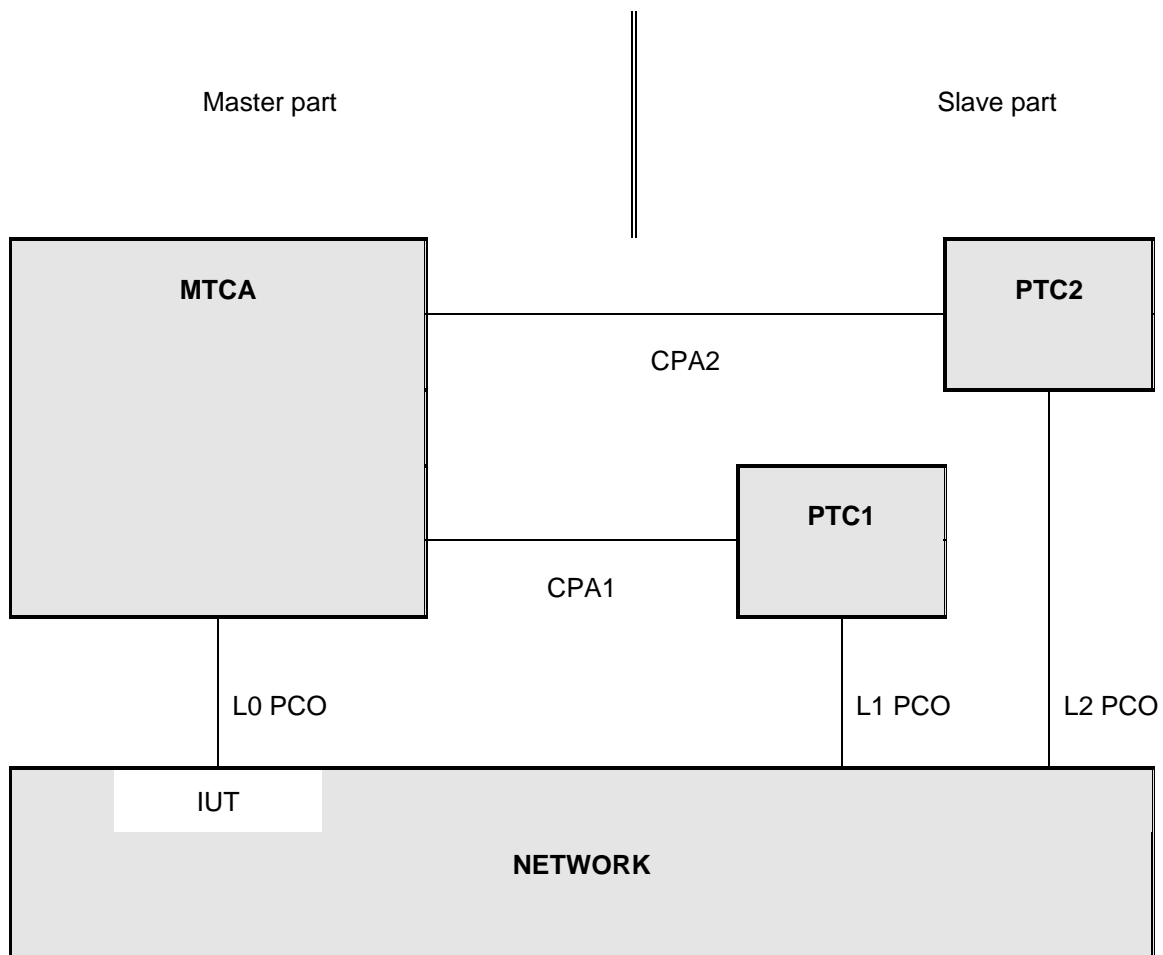 Master part
Slave part
MTCA
PTC2
CPA2
PTC1
CPA1
L0 PCO
L1 PCO
L2 PCO
IUT
NETWORK